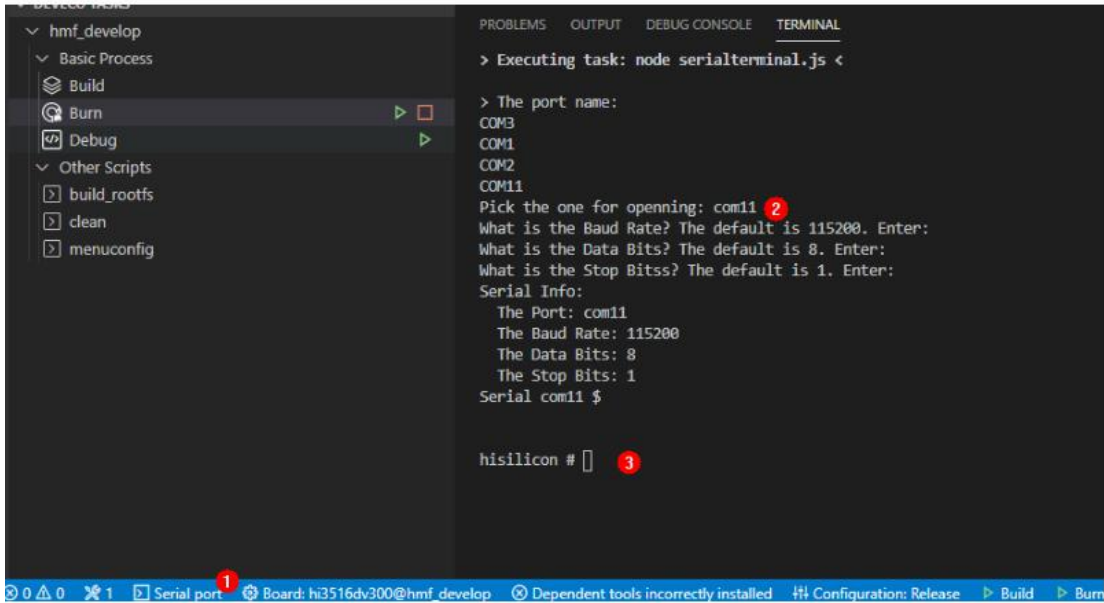 DEVECO TASKS
hmf_develop
Basic Process
Build
Burn
Debug
Other Scripts
build_rootfs
clean
menuconfig
PROBLEMS OUTPUT DEBUG CONSOLE TERMINAL
> Executing task: node serialterminal.js <
> The port name:
COM3
COM1
COM2
COM11
Pick the one for openning: com11 2
What is the Baud Rate? The default is 115200. Enter:
What is the Data Bits? The default is 8. Enter:
What is the Stop Bitss? The default is 1. Enter:
Serial Info:
The Port: com11
The Baud Rate: 115200
The Data Bits: 8
The Stop Bits: 1
Serial com11 $
hisilicon # 3
1
0 0 1 Serial port Board: hi3516dv300@hmf_develop Dependent tools incorrectly installed Configuration: Release Build Burn